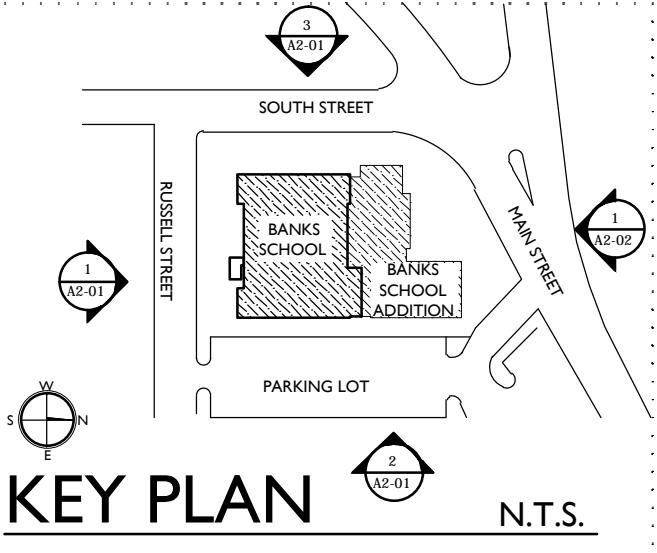 3
A2-01
SOUTH STREET
RUSSELL STREET
BANKS
SCHOOL
MAIN STREET
1
A2-02
1
A2-01
BANKS
SCHOOL
ADDITION
PARKING LOT
W
S
N
E
2
A2-01
KEY PLAN
N.T.S.